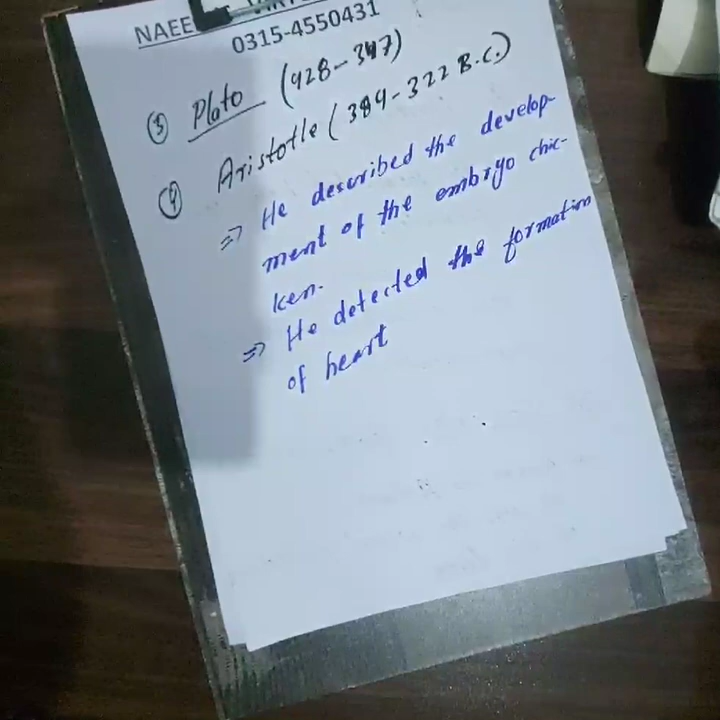 NAEE
0315-4550431
③ Plato (428-347)
④ Aristotle (384-322 B.C.)
⇒ He described the develop-
ment of the embryo chic-
ken.
⇒ He detected the formation
of heart